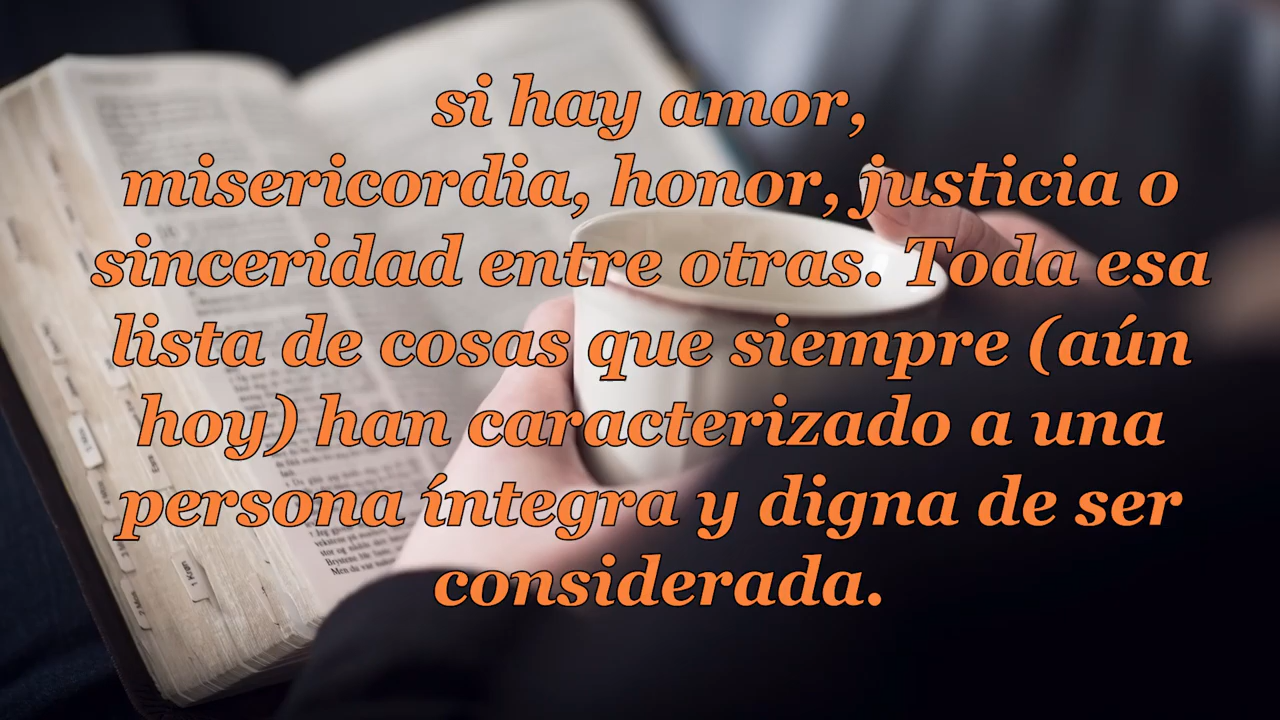 si hay amor,
misericordia, honor, justicia o
sinceridad entre otras. Toda esa
lista de cosas que siempre (aún
hoy) han caracterizado a una
persona íntegra y digna de ser
considerada.